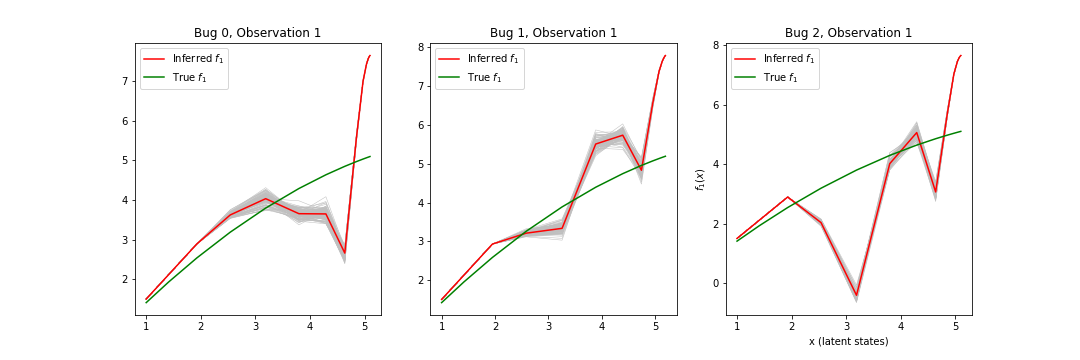 Bug 0, Observation 1
Inferred f₁
True f₁
7
6
5
4
3
2
1 2 3 4 5
Bug 1, Observation 1
Inferred f₁
True f₁
8
7
6
5
4
3
2
1 2 3 4 5
Bug 2, Observation 1
Inferred f₁
True f₁
f₁(x)
8
6
4
2
0
1 2 3 4 5
x (latent states)